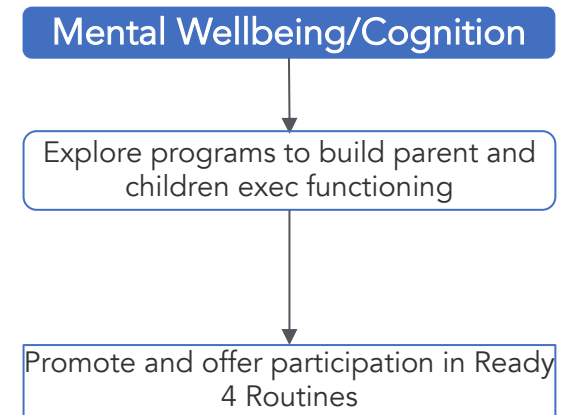 Mental Wellbeing/Cognition
Explore programs to build parent and
children exec functioning
Promote and offer participation in Ready
4 Routines